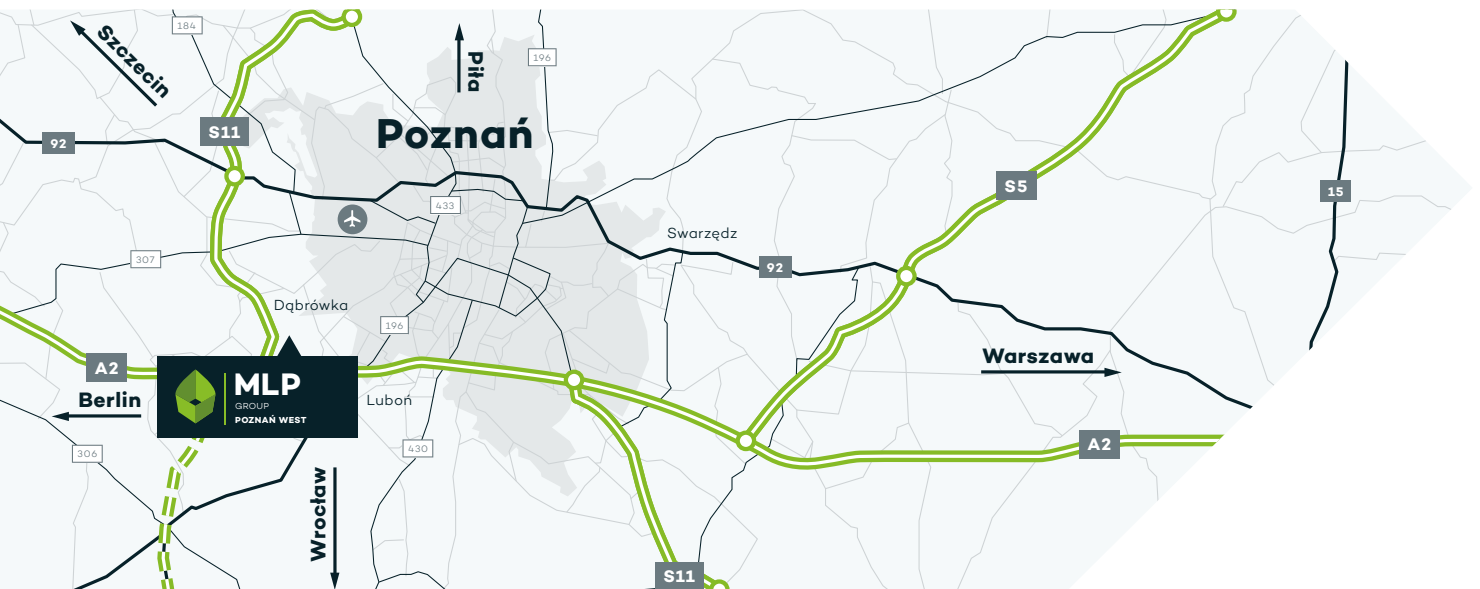 184
Szczecin
Piła
196
S11
Poznań
92
S5
15
433
Swarzędz
307
92
Dąbrówka
196
Warszawa
A2
MLP
GROUP
POZNAŃ WEST
Berlin
Luboń
306
430
A2
Wrocław
S11